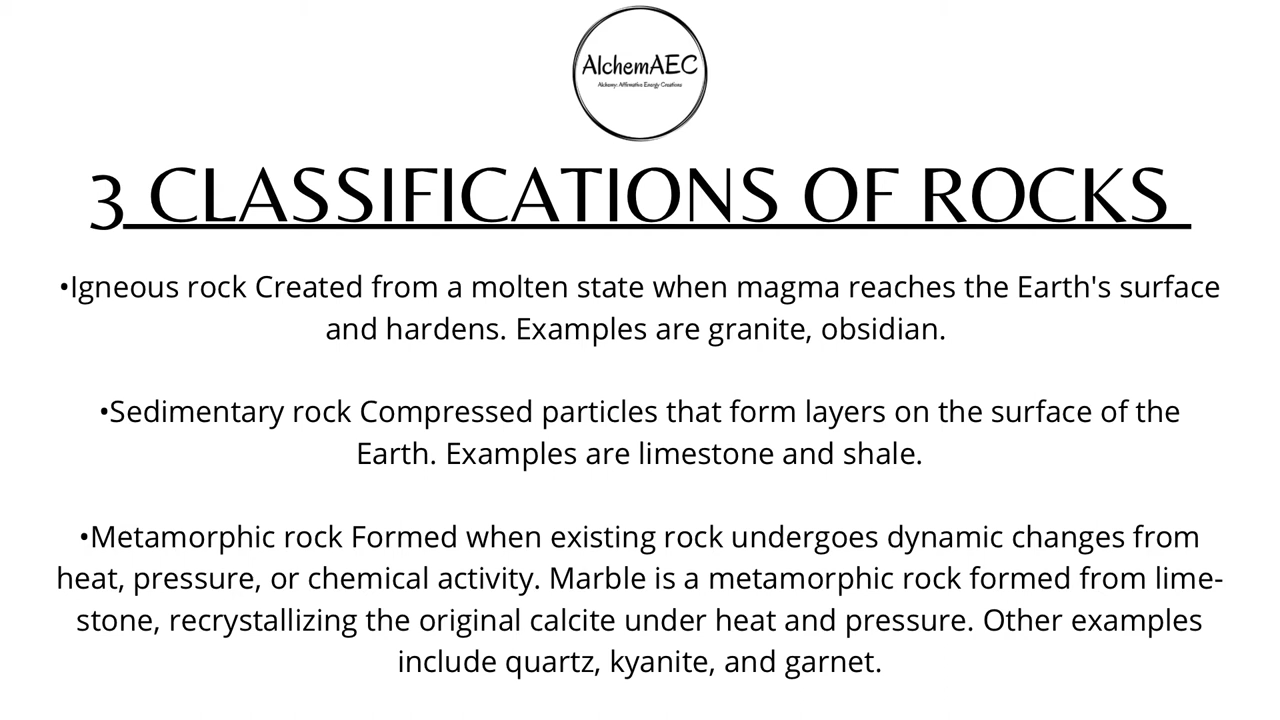 AlchemAEC
Alchemy: Affirmative Energy Creations
3 CLASSIFICATIONS OF ROCKS
•Igneous rock Created from a molten state when magma reaches the Earth's surface
and hardens. Examples are granite, obsidian.
•Sedimentary rock Compressed particles that form layers on the surface of the
Earth. Examples are limestone and shale.
•Metamorphic rock Formed when existing rock undergoes dynamic changes from
heat, pressure, or chemical activity. Marble is a metamorphic rock formed from lime-
stone, recrystallizing the original calcite under heat and pressure. Other examples
include quartz, kyanite, and garnet.